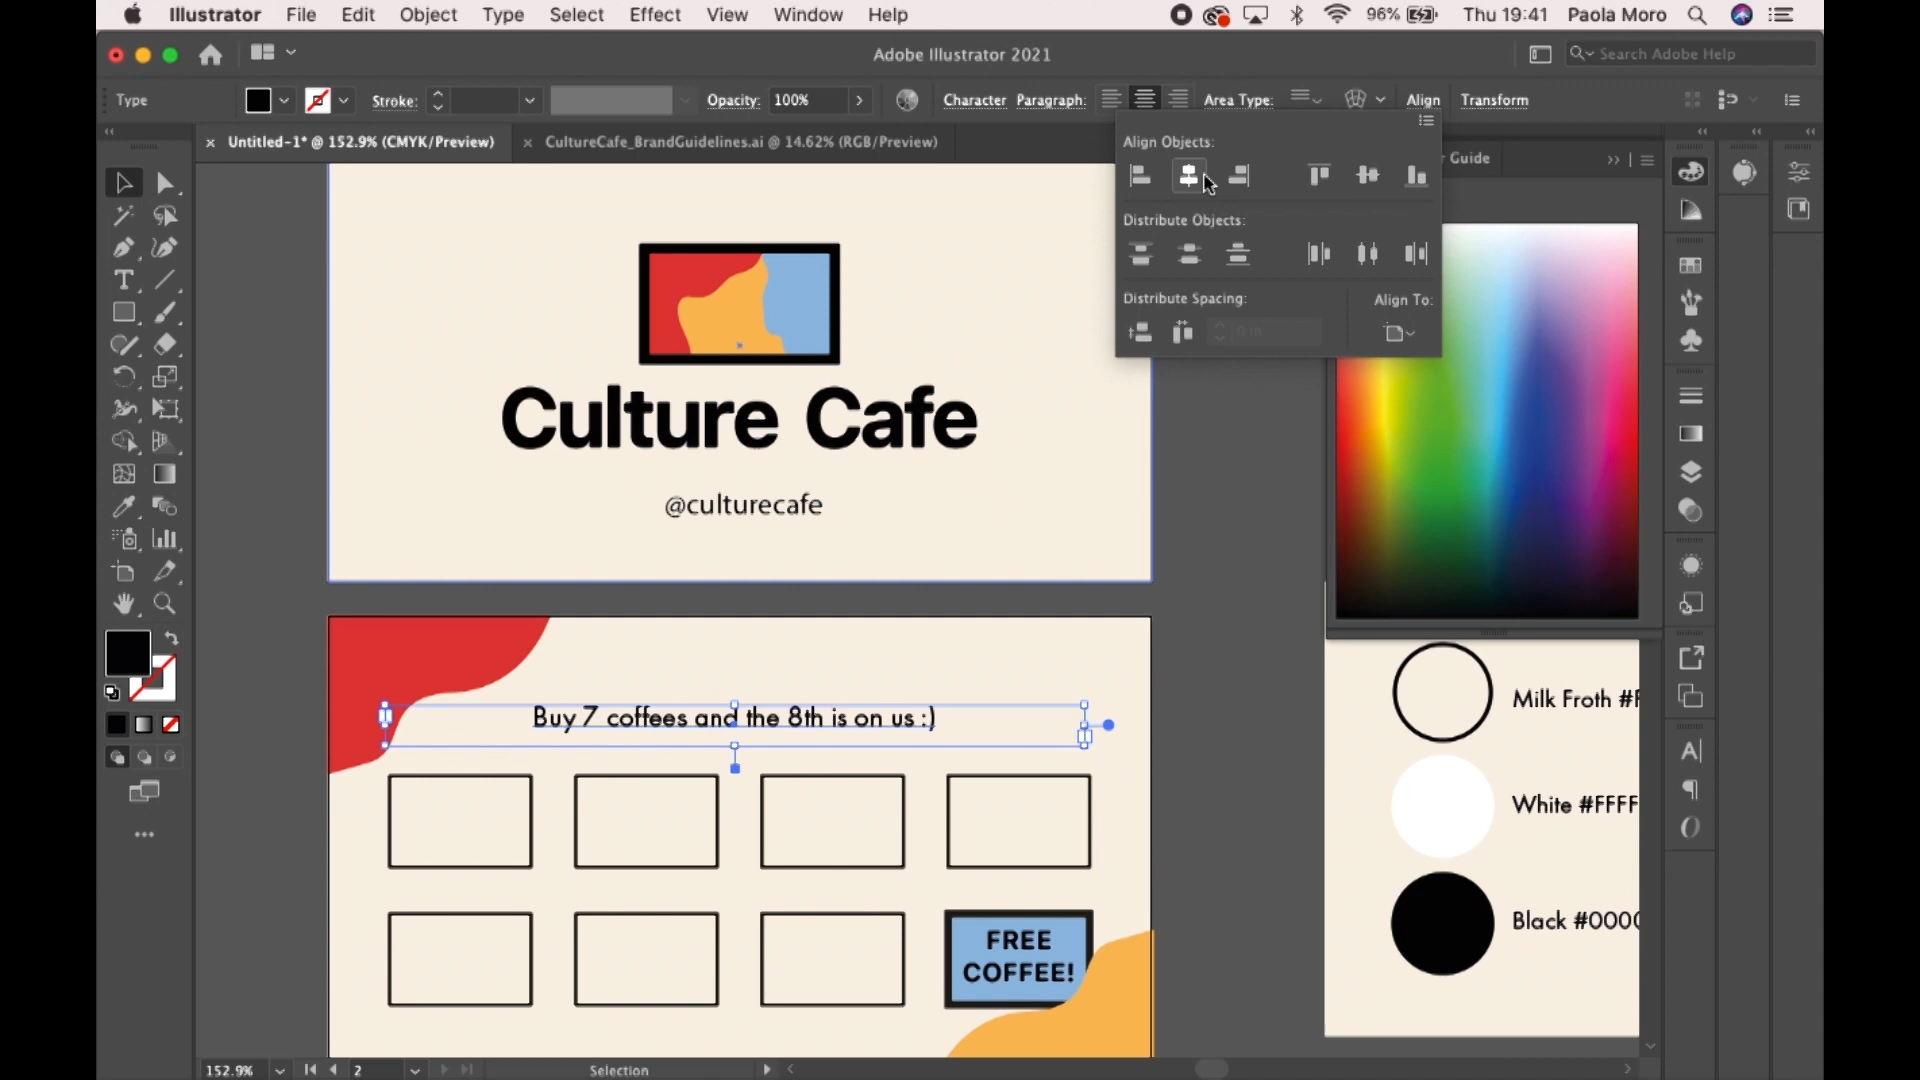 Illustrator File Edit Object Type Select Effect View Window Help 96% Thu 19:41 Paola Moro
Adobe Illustrator 2021 Search Adobe Help
Type Stroke: Opacity: 100% Character Paragraph: Area Type: Align Transform
× Untitled-1* @ 152.9% (CMYK/Preview) × CultureCafe_BrandGuidelines.ai @ 14.62% (RGB/Preview)
Align Objects:
Guide
Distribute Objects:
Distribute Spacing: Align To:
0 in
Culture Cafe
@culturecafe
Buy 7 coffees and the 8th is on us :)
FREE
COFFEE!
Milk Froth #F
White #FFFF
Black #0000
152.9% 2 Selection